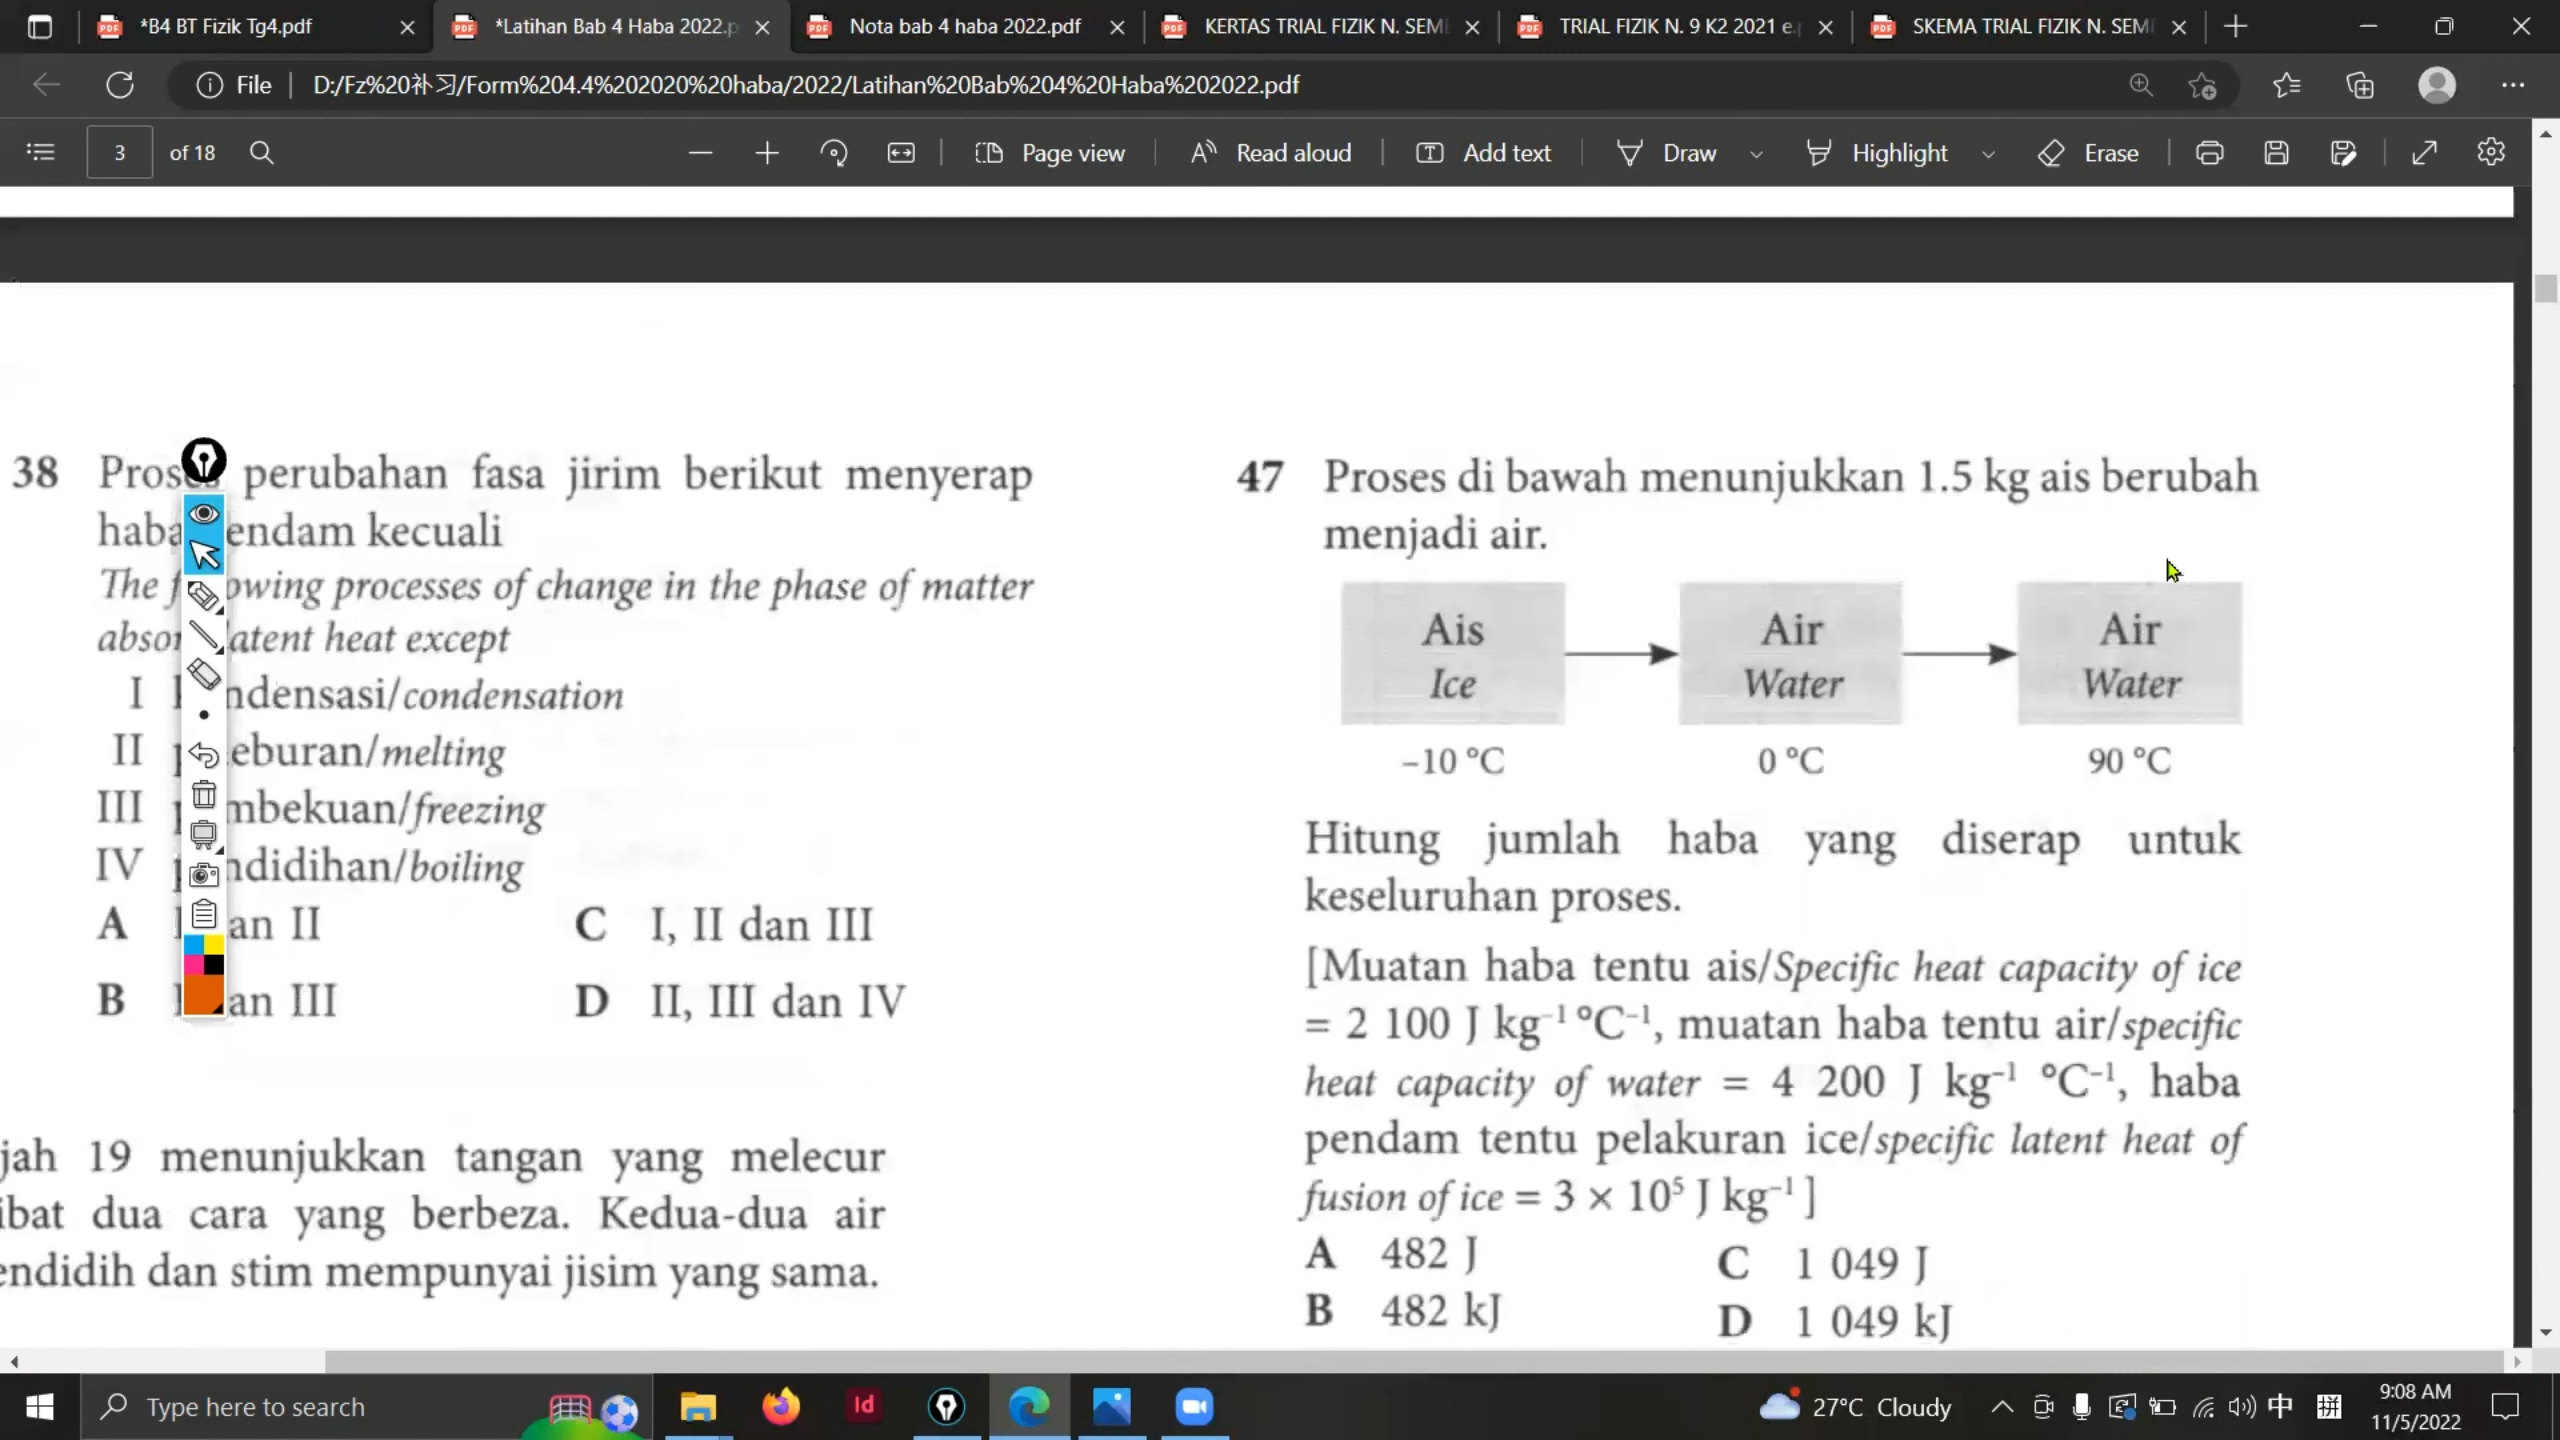 *B4 BT Fizik Tg4.pdf
*Latihan Bab 4 Haba 2022.p
Nota bab 4 haba 2022.pdf
KERTAS TRIAL FIZIK N. SEM
TRIAL FIZIK N. 9 K2 2021 e.
SKEMA TRIAL FIZIK N. SEM
File
D:/Fz%20补习/Form%204.4%202020%20haba/2022/Latihan%20Bab%204%20Haba%202022.pdf
3 of 18
Page view
Read aloud
Add text
Draw
Highlight
Erase
38 Proses perubahan fasa jirim berikut menyerap
haba endam kecuali
The f owing processes of change in the phase of matter
absor latent heat except
I ndensasi/condensation
II eburan/melting
III mbekuan/freezing
IV ndidihan/boiling
A an II
C I, II dan III
B an III
D II, III dan IV
jah 19 menunjukkan tangan yang melecur
ibat dua cara yang berbeza. Kedua-dua air
endidih dan stim mempunyai jisim yang sama.
47 Proses di bawah menunjukkan 1.5 kg ais berubah
menjadi air.
Ais
Ice
Air
Water
Air
Water
–10 °C
0 °C
90 °C
Hitung jumlah haba yang diserap untuk
keseluruhan proses.
[Muatan haba tentu ais/Specific heat capacity of ice
= 2 100 J kg⁻¹ °C⁻¹, muatan haba tentu air/specific
heat capacity of water = 4 200 J kg⁻¹ °C⁻¹, haba
pendam tentu pelakuran ice/specific latent heat of
fusion of ice = 3 × 10⁵ J kg⁻¹ ]
A 482 J
C 1 049 J
B 482 kJ
D 1 049 kJ
Type here to search
Id
27°C Cloudy
中
拼
9:08 AM
11/5/2022